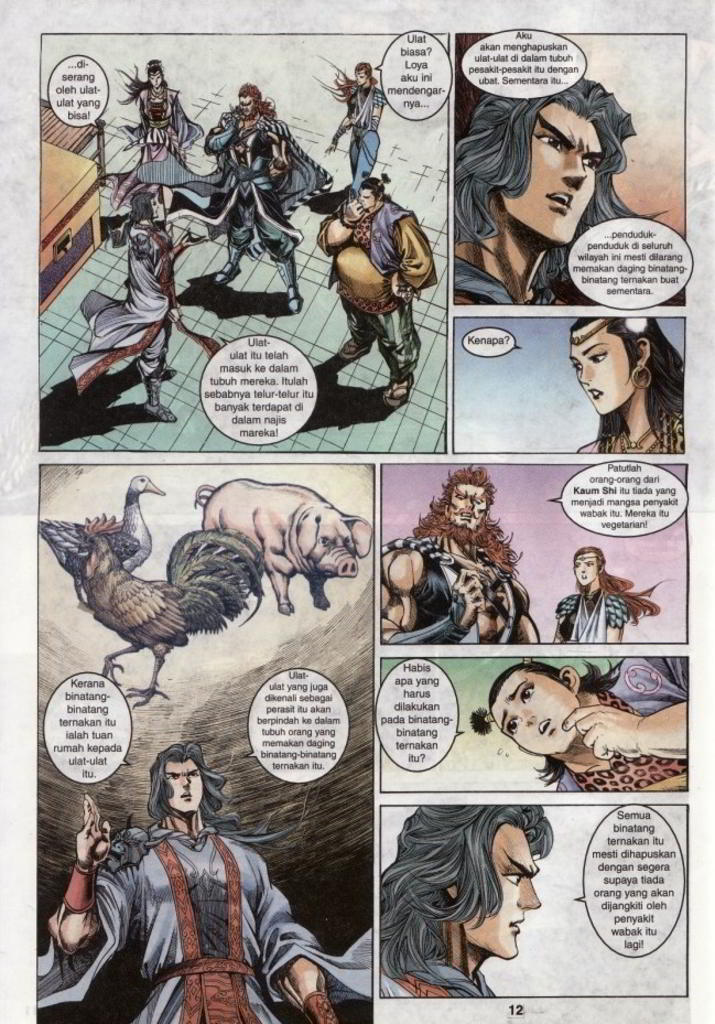 ...di-
serang
oleh ulat-
ulat yang
bisa!
Ulat
biasa?
Loya
aku ini
mendengar-
nya...
Ulat-
ulat itu telah
masuk ke dalam
tubuh mereka. Itulah
sebabnya telur-telur itu
banyak terdapat di
dalam najis
mareka!
Aku
akan menghapuskan
ulat-ulat di dalam tubuh
pesakit-pesakit itu dengan
ubat. Sementara itu...
...penduduk-
penduduk di seluruh
wilayah ini mesti dilarang
memakan daging binatang-
binatang ternakan buat
sementara.
Kenapa?
Kerana
binatang-
binatang
ternakan itu
ialah tuan
rumah kepada
ulat-ulat
itu.
Ulat-
ulat yang juga
dikenali sebagai
perasit itu akan
berpindah ke dalam
tubuh orang yang
memakan daging
binatang-binatang
ternakan itu.
Patutlah
orang-orang dari
Kaum Shi itu tiada yang
menjadi mangsa penyakit
wabak itu. Mereka itu
vegetarian!
Habis
apa yang
harus
dilakukan
pada binatang-
binatang
ternakan
itu?
Semua
binatang
ternakan itu
mesti dihapuskan
dengan segera
supaya tiada
orang yang akan
dijangkiti oleh
penyakit
wabak itu
lagi!
12